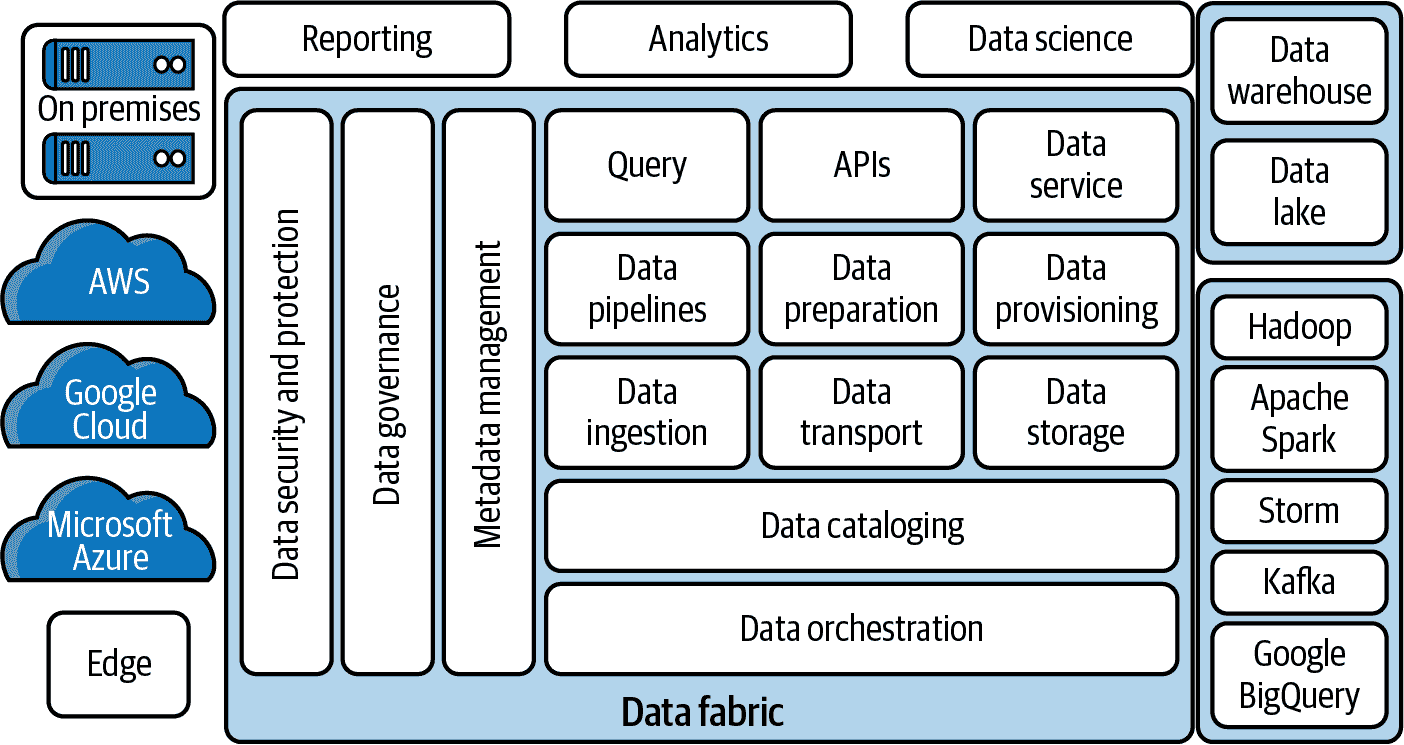 Reporting
Analytics
Data science
On premises
AWS
Google
Cloud
Microsoft
Azure
Edge
Data security and protection
Data governance
Metadata management
Query
APIs
Data
service
Data
pipelines
Data
preparation
Data
provisioning
Data
ingestion
Data
transport
Data
storage
Data cataloging
Data orchestration
Data fabric
Data
warehouse
Data
lake
Hadoop
Apache
Spark
Storm
Kafka
Google
BigQuery